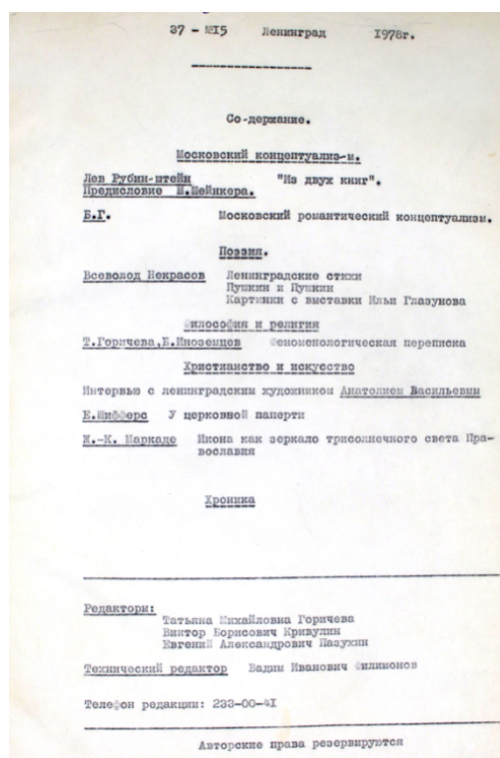 37 - №15 Ленинград 1978г.
Со-держание.
Московский концептуализ-м.
Лев Рубин-штейн "Из двух книг".
Предисловие М.Шейнкера.
Б.Г. Московский романтический концептуализм.
Поэзия.
Всеволод Некрасов Ленинградские стихи
Пушкин и Пушкин
Картинки с выставки Ильи Глазунова
Философия и религия
Т.Горичева,Б.Иноземцев Феноменологическая переписка
Христианство и искусство
Интервью с ленинградским художником Анатолием Васильевым
Е.Шифферс У церковной паперти
Ж.-К. Маркаде Икона как зеркало трисолнечного света Пра-
вославия
Хроника
Редакторы:
Татьяна Михайловна Горичева
Виктор Борисович Кривулин
Евгений Александрович Пазухин
Технический редактор Вадим Иванович Филимонов
Телефон редакции: 233-00-41
Авторские права резервируются